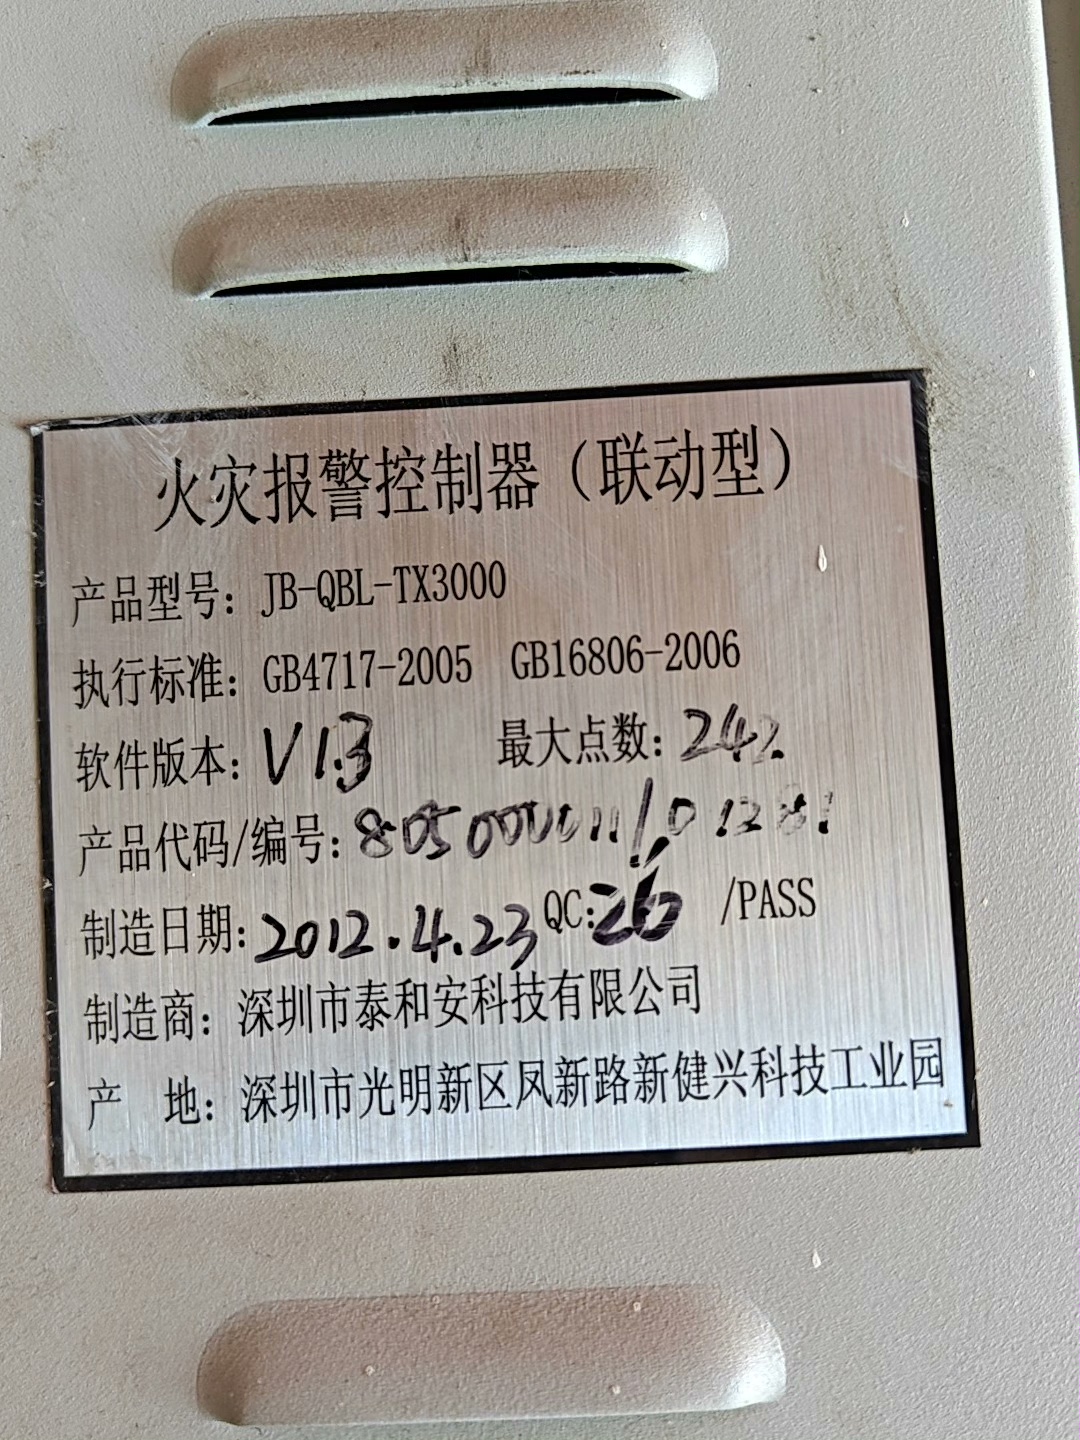 火灾报警控制器（联动型）
产品型号：JB-QBL-TX3000
执行标准：GB4717-2005 GB16806-2006
软件版本：V1.3 最大点数：242
产品代码/编号：
制造日期：2012.4.23 QC:26 /PASS
制造商：深圳市泰和安科技有限公司
产 地：深圳市光明新区凤新路新健兴科技工业园